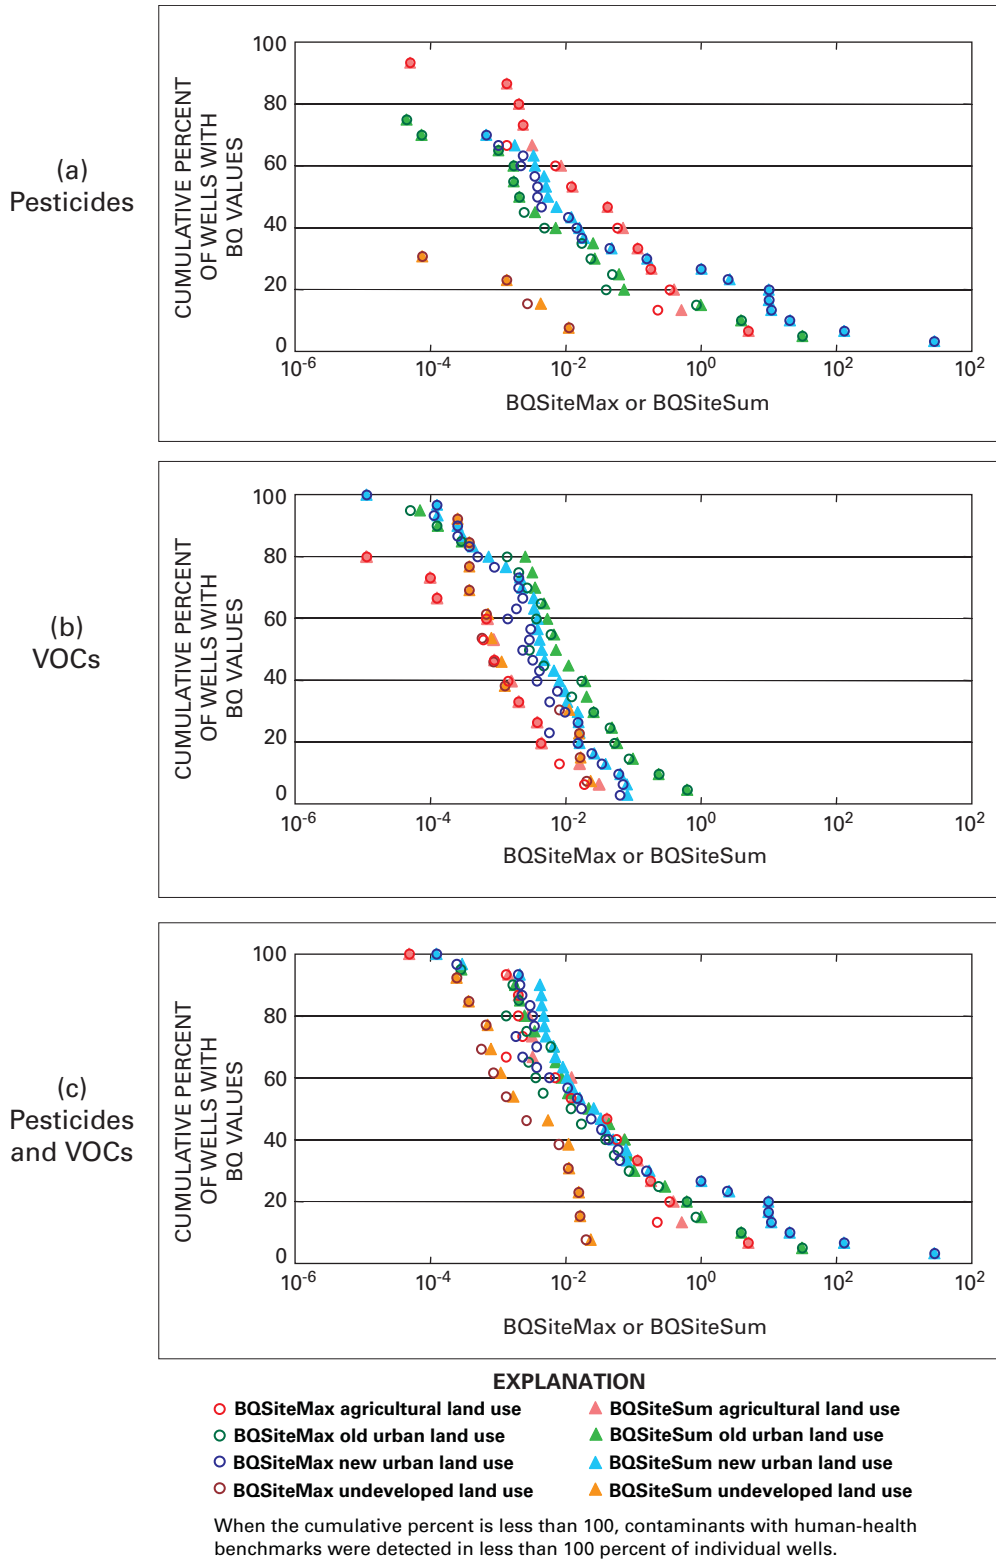 (a)
Pesticides
CUMULATIVE PERCENT
OF WELLS WITH
BQ VALUES
100
80
60
40
20
0
10-6
10-4
10-2
100
102
102
BQSiteMax or BQSiteSum
(b)
VOCs
CUMULATIVE PERCENT
OF WELLS WITH
BQ VALUES
100
80
60
40
20
0
10-6
10-4
10-2
100
102
102
BQSiteMax or BQSiteSum
(c)
Pesticides
and VOCs
CUMULATIVE PERCENT
OF WELLS WITH
BQ VALUES
100
80
60
40
20
0
10-6
10-4
10-2
100
102
102
BQSiteMax or BQSiteSum
EXPLANATION
BQSiteMax agricultural land use
BQSiteSum agricultural land use
BQSiteMax old urban land use
BQSiteSum old urban land use
BQSiteMax new urban land use
BQSiteSum new urban land use
BQSiteMax undeveloped land use
BQSiteSum undeveloped land use
When the cumulative percent is less than 100, contaminants with human-health
benchmarks were detected in less than 100 percent of individual wells.